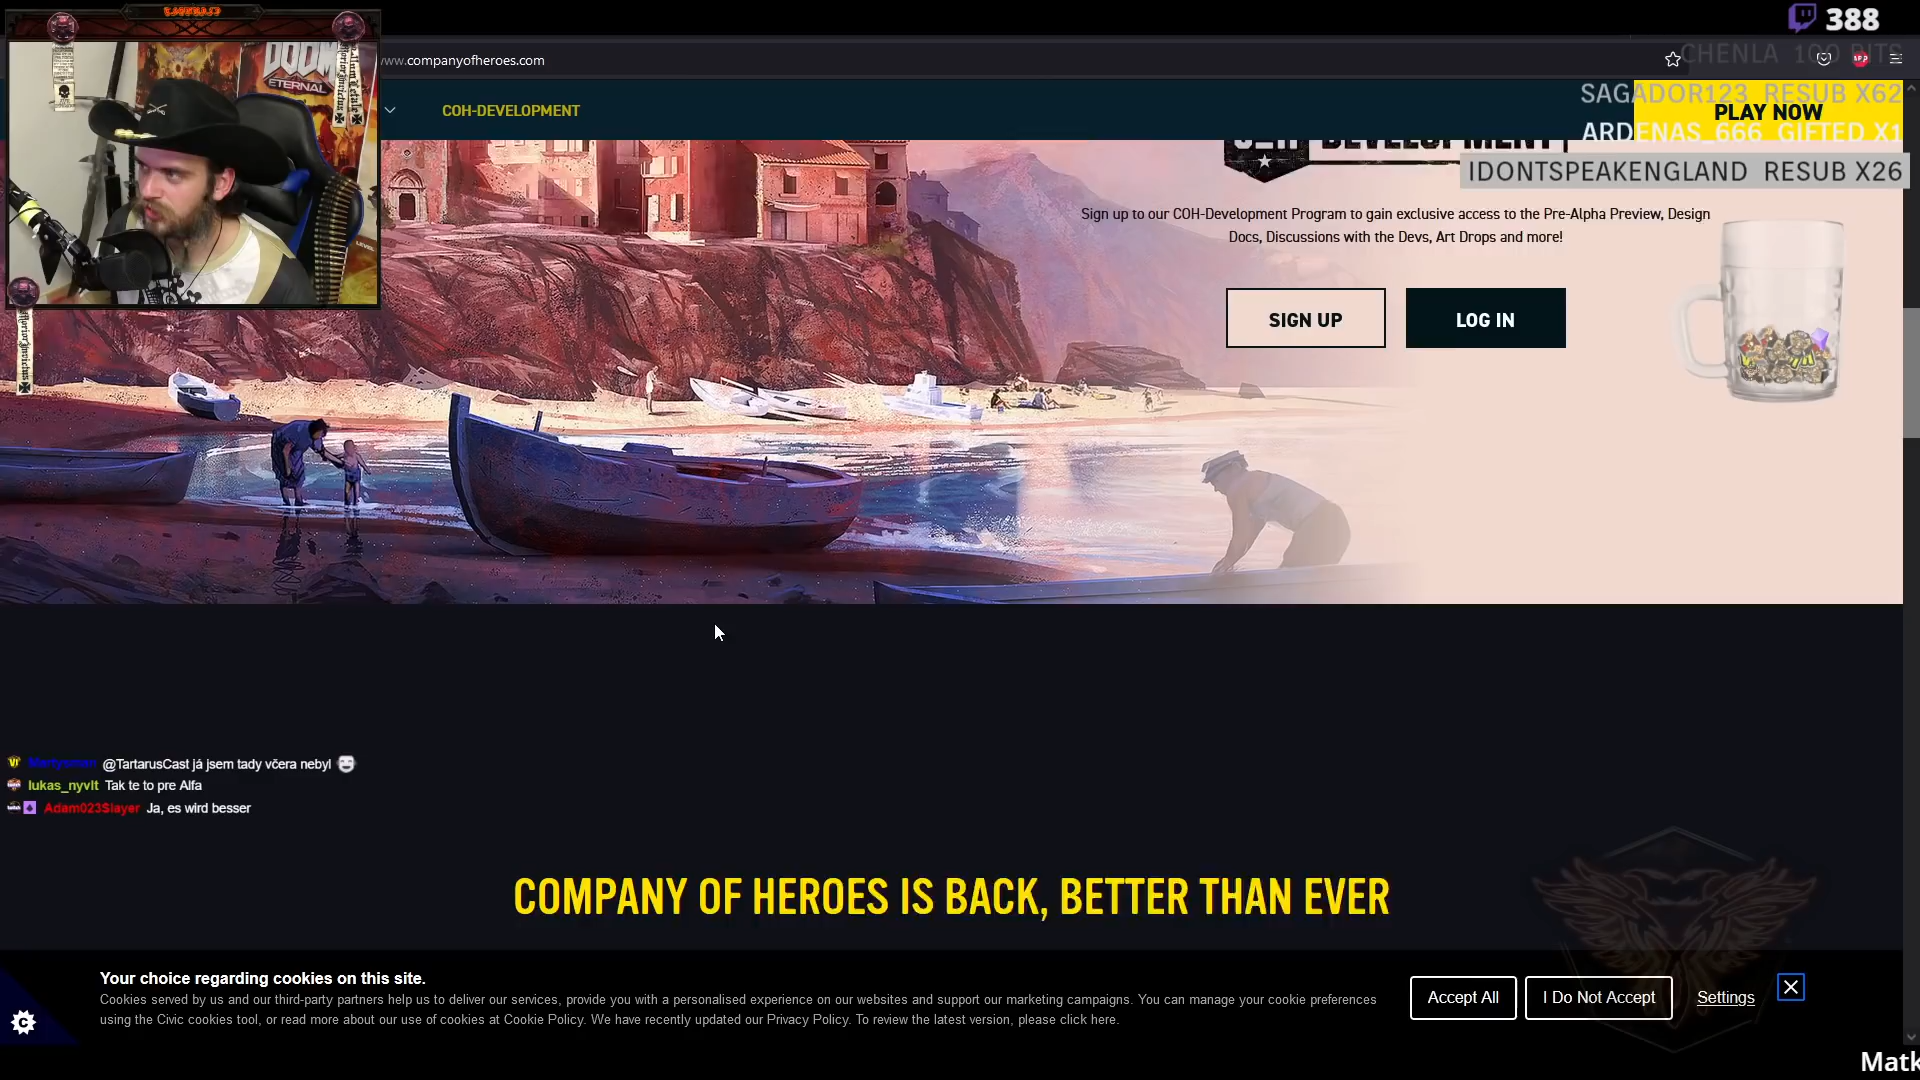 388
www.companyofheroes.com
CHENLA 100 BITS
DOOM
ETERNAL
COH-DEVELOPMENT
PLAY NOW
SAGADOR123 RESUB X62
ARDENAS_666 GIFTED X1
IDONTSPEAKENGLAND RESUB X26
Sign up to our COH-Development Program to gain exclusive access to the Pre-Alpha Preview, Design
Docs, Discussions with the Devs, Art Drops and more!
SIGN UP
LOG IN
@TartarusCast já jsem tady včera nebyl
lukas_nyvlt Tak te to pre Alfa
Adam023Slayer Ja, es wird besser
COMPANY OF HEROES IS BACK, BETTER THAN EVER
Your choice regarding cookies on this site.
Cookies served by us and our third-party partners help us to deliver our services, provide you with a personalised experience on our websites and support our marketing campaigns. You can manage your cookie preferences
using the Civic cookies tool, or read more about our use of cookies at Cookie Policy. We have recently updated our Privacy Policy. To review the latest version, please click here.
Accept All
I Do Not Accept
Settings
Matk